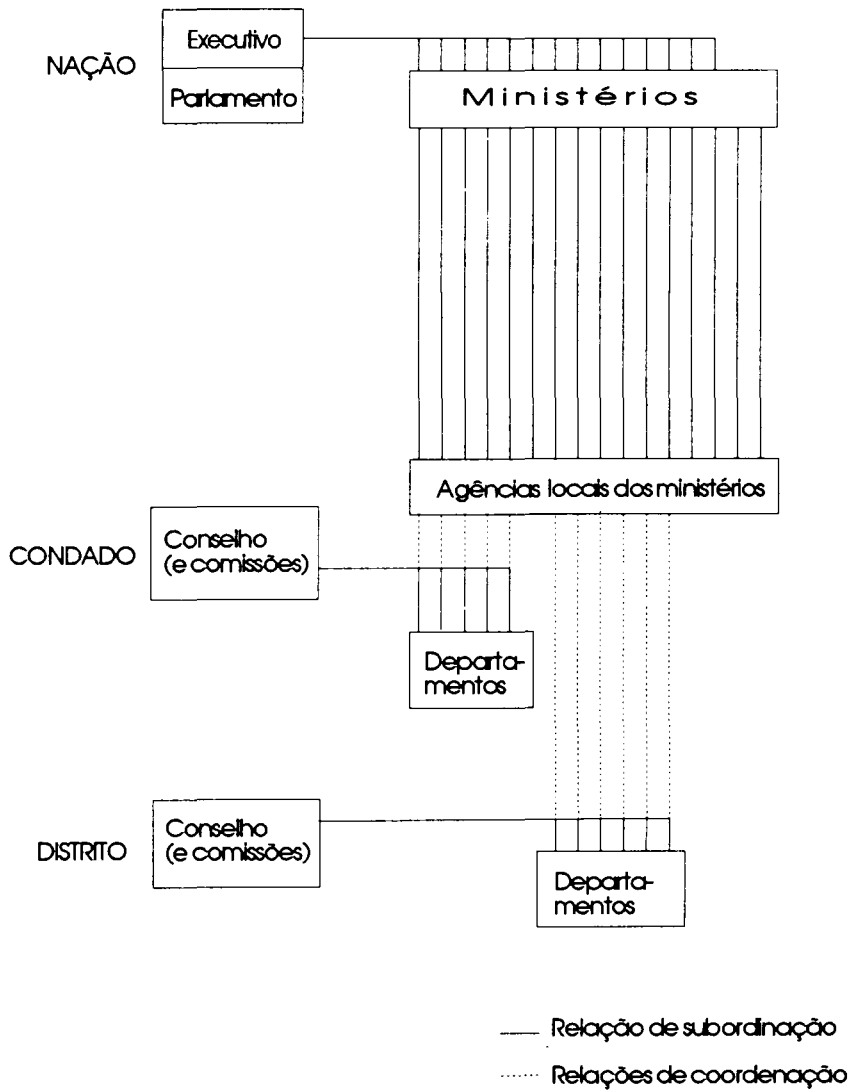 Executivo
NAÇÃO
Parlamento
Ministérios
Agências locais dos ministérios
CONDADO
Conselho
(e comissões)
Departa-
mentos
DISTRITO
Conselho
(e comissões)
Departa-
mentos
Relação de subordinação
Relações de coordenação